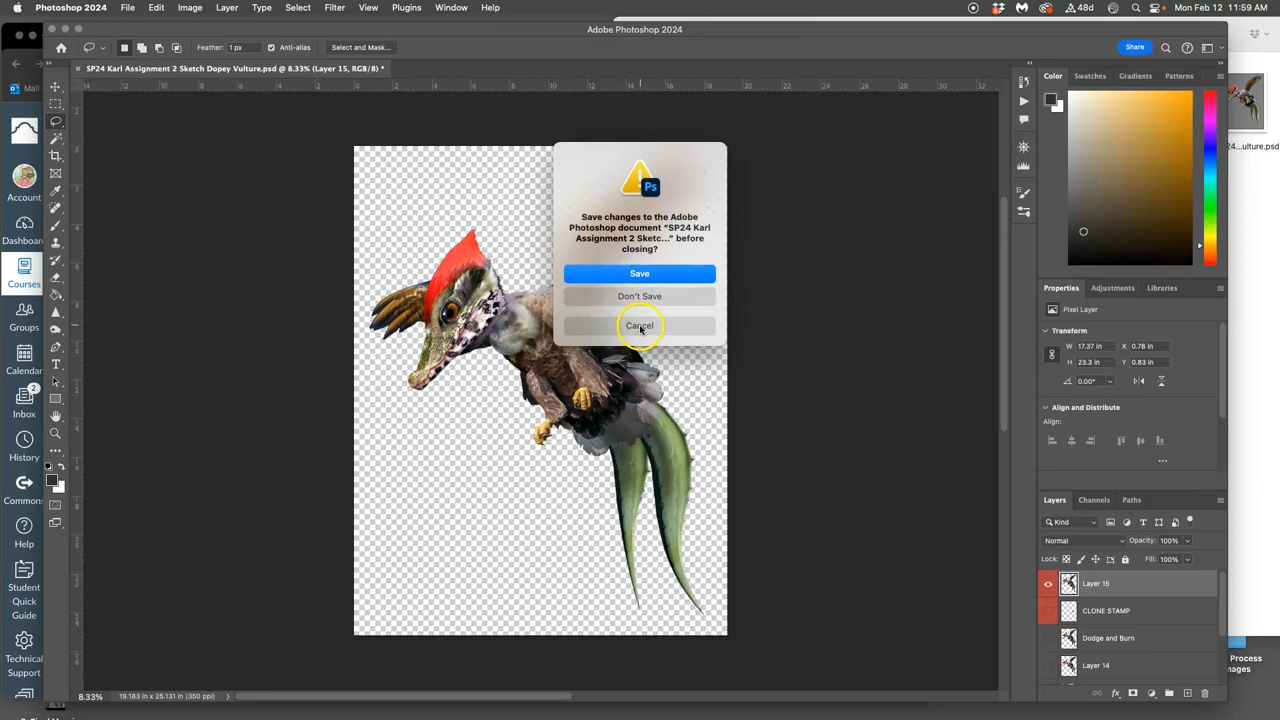 Photoshop 2024 File Edit Image Layer Type Select Filter View Plugins Window Help 48d Mon Feb 12 11:59 AM
Adobe Photoshop 2024
Feather: 1 px Anti-alias Select and Mask... Share
SP24 Karl Assignment 2 Sketch Dopey Vulture.psd @ 8.33% (Layer 15, RGB/8) *
Mail
Dashboard
Courses
Groups
Calendar
2
Inbox
History
Commons
Help
Student
Quick
Guide
Technical
Support
Save changes to the Adobe
Photoshop document “SP24 Karl
Assignment 2 Sketc...” before
closing?
Save
Don't Save
Cancel
Ps
Color Swatches Gradients Patterns
24...ulture.psd
Properties Adjustments Libraries
Pixel Layer
Transform
W 17.37 in X 0.78 in
H 23.3 in Y 0.83 in
0.00°
Align and Distribute
Align:
Layers Channels Paths
Kind
Normal Opacity: 100%
Lock: Fill: 100%
Layer 15
CLONE STAMP
Dodge and Burn
Layer 14
8.33% 19.183 in x 25.131 in (350 ppi)
Process